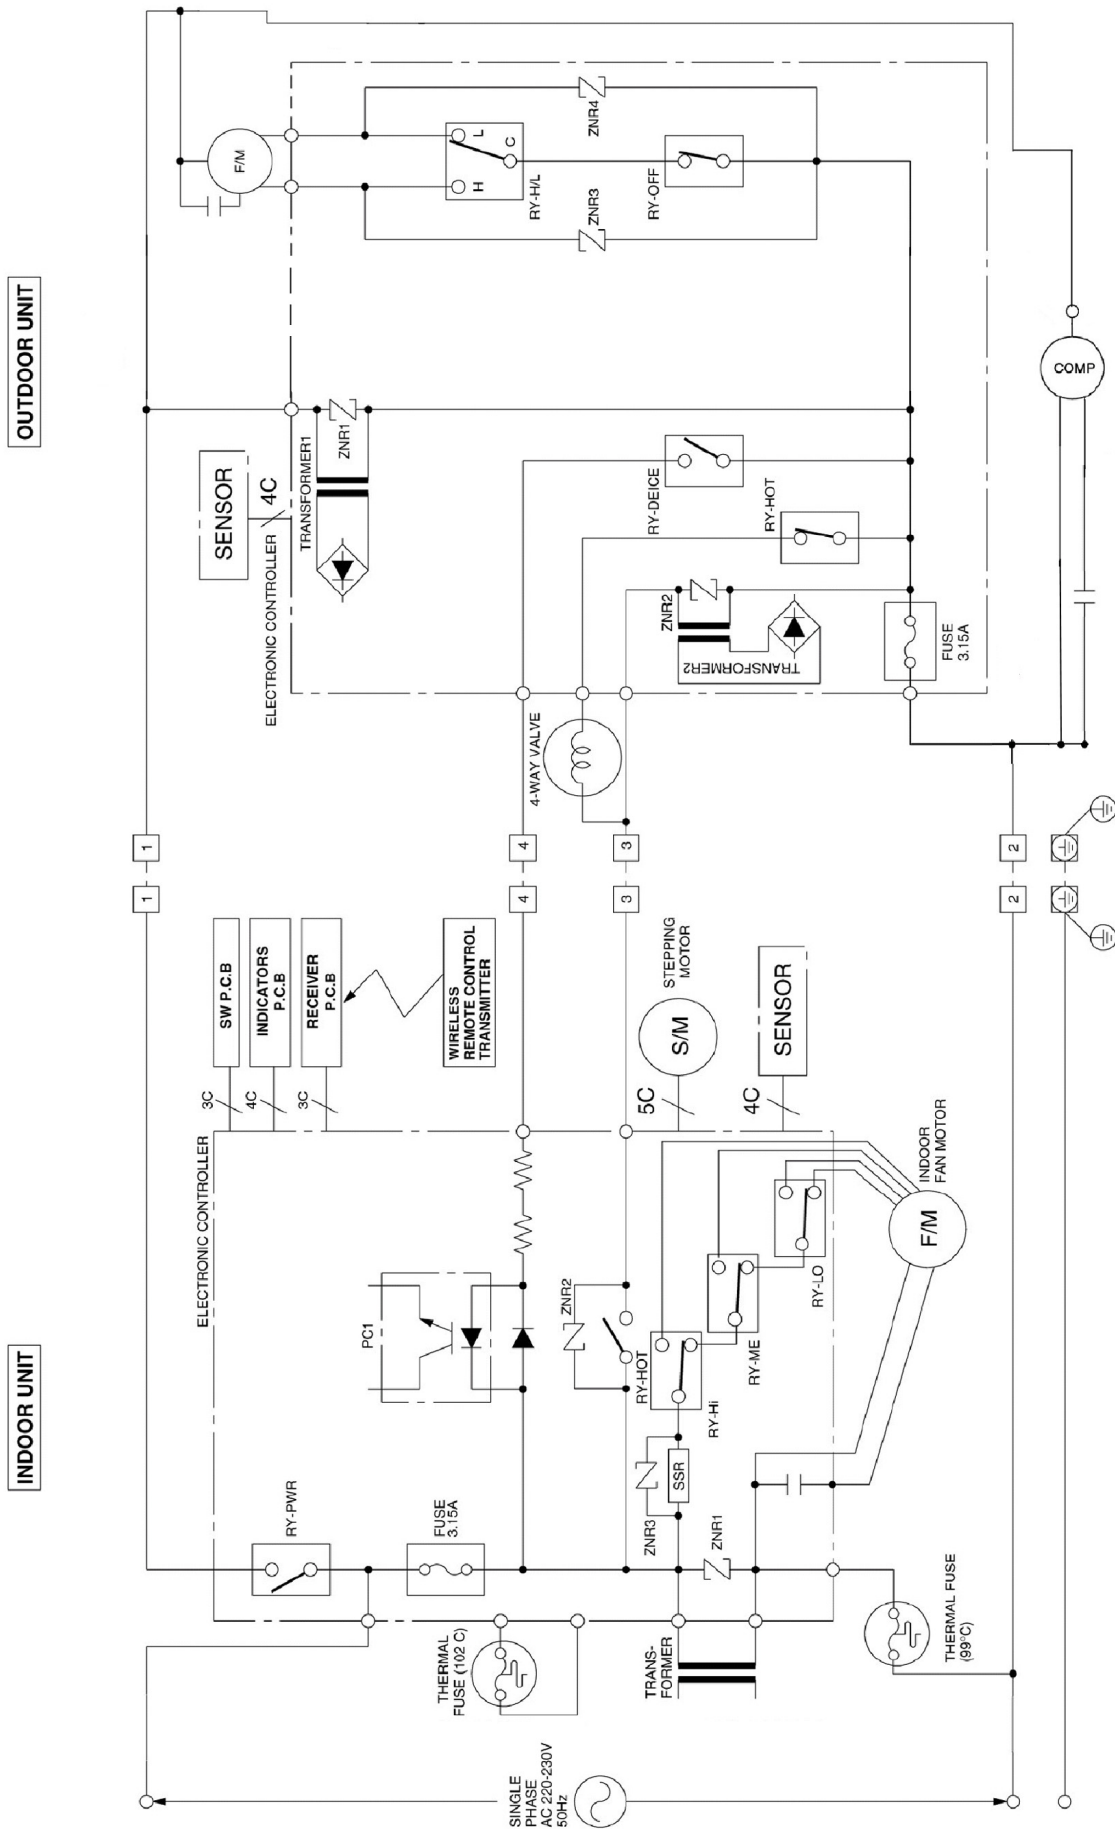 OUTDOOR UNIT
F/M
L
H
C
RY-H/L
ZNR4
ZNR3
RY-OFF
COMP
SENSOR
4C
ELECTRONIC CONTROLLER
TRANSFORMER1
ZNR1
RY-DEICE
RY-HOT
ZNR2
TRANSFORMER2
FUSE
3.15A
4-WAY VALVE
1
4
3
2
1
4
3
2
INDOOR UNIT
SW P.C.B
INDICATORS
P.C.B
RECEIVER
P.C.B
WIRELESS
REMOTE CONTROL
TRANSMITTER
3C
4C
3C
STEPPING
MOTOR
S/M
5C
SENSOR
4C
ELECTRONIC CONTROLLER
INDOOR
FAN MOTOR
F/M
PC1
ZNR2
RY-HOT
RY-LO
RY-ME
RY-Hi
SSR
ZNR3
ZNR1
RY-PWR
FUSE
3.15A
THERMAL
FUSE (102 C)
TRANS-
FORMER
THERMAL FUSE
(99°C)
SINGLE
PHASE
AC 220-230V
50Hz